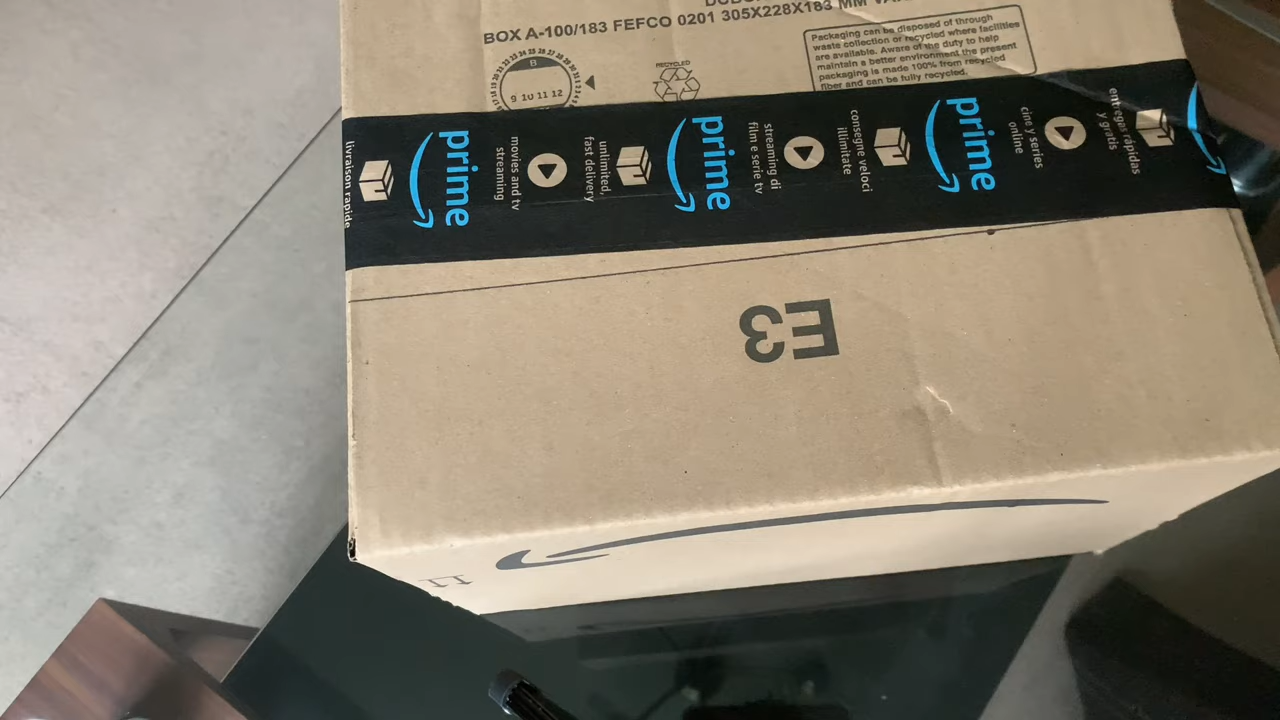 BOX A-100/183 FEFCO 0201 305X228X183 MM
Packaging can be disposed of through
waste collection or recycled where facilities
are available. Aware of the duty to help
maintain a better environment the present
packaging is made 100% from recycled
fiber and can be fully recycled.
RECYCLED
B
9 10 11 12
livraison rapide
prime
movies and tv
streaming
unlimited,
fast delivery
prime
streaming di
film e serie tv
consegne veloci
illimitate
prime
cine y series
online
entregas rápidas
y gratis
E3